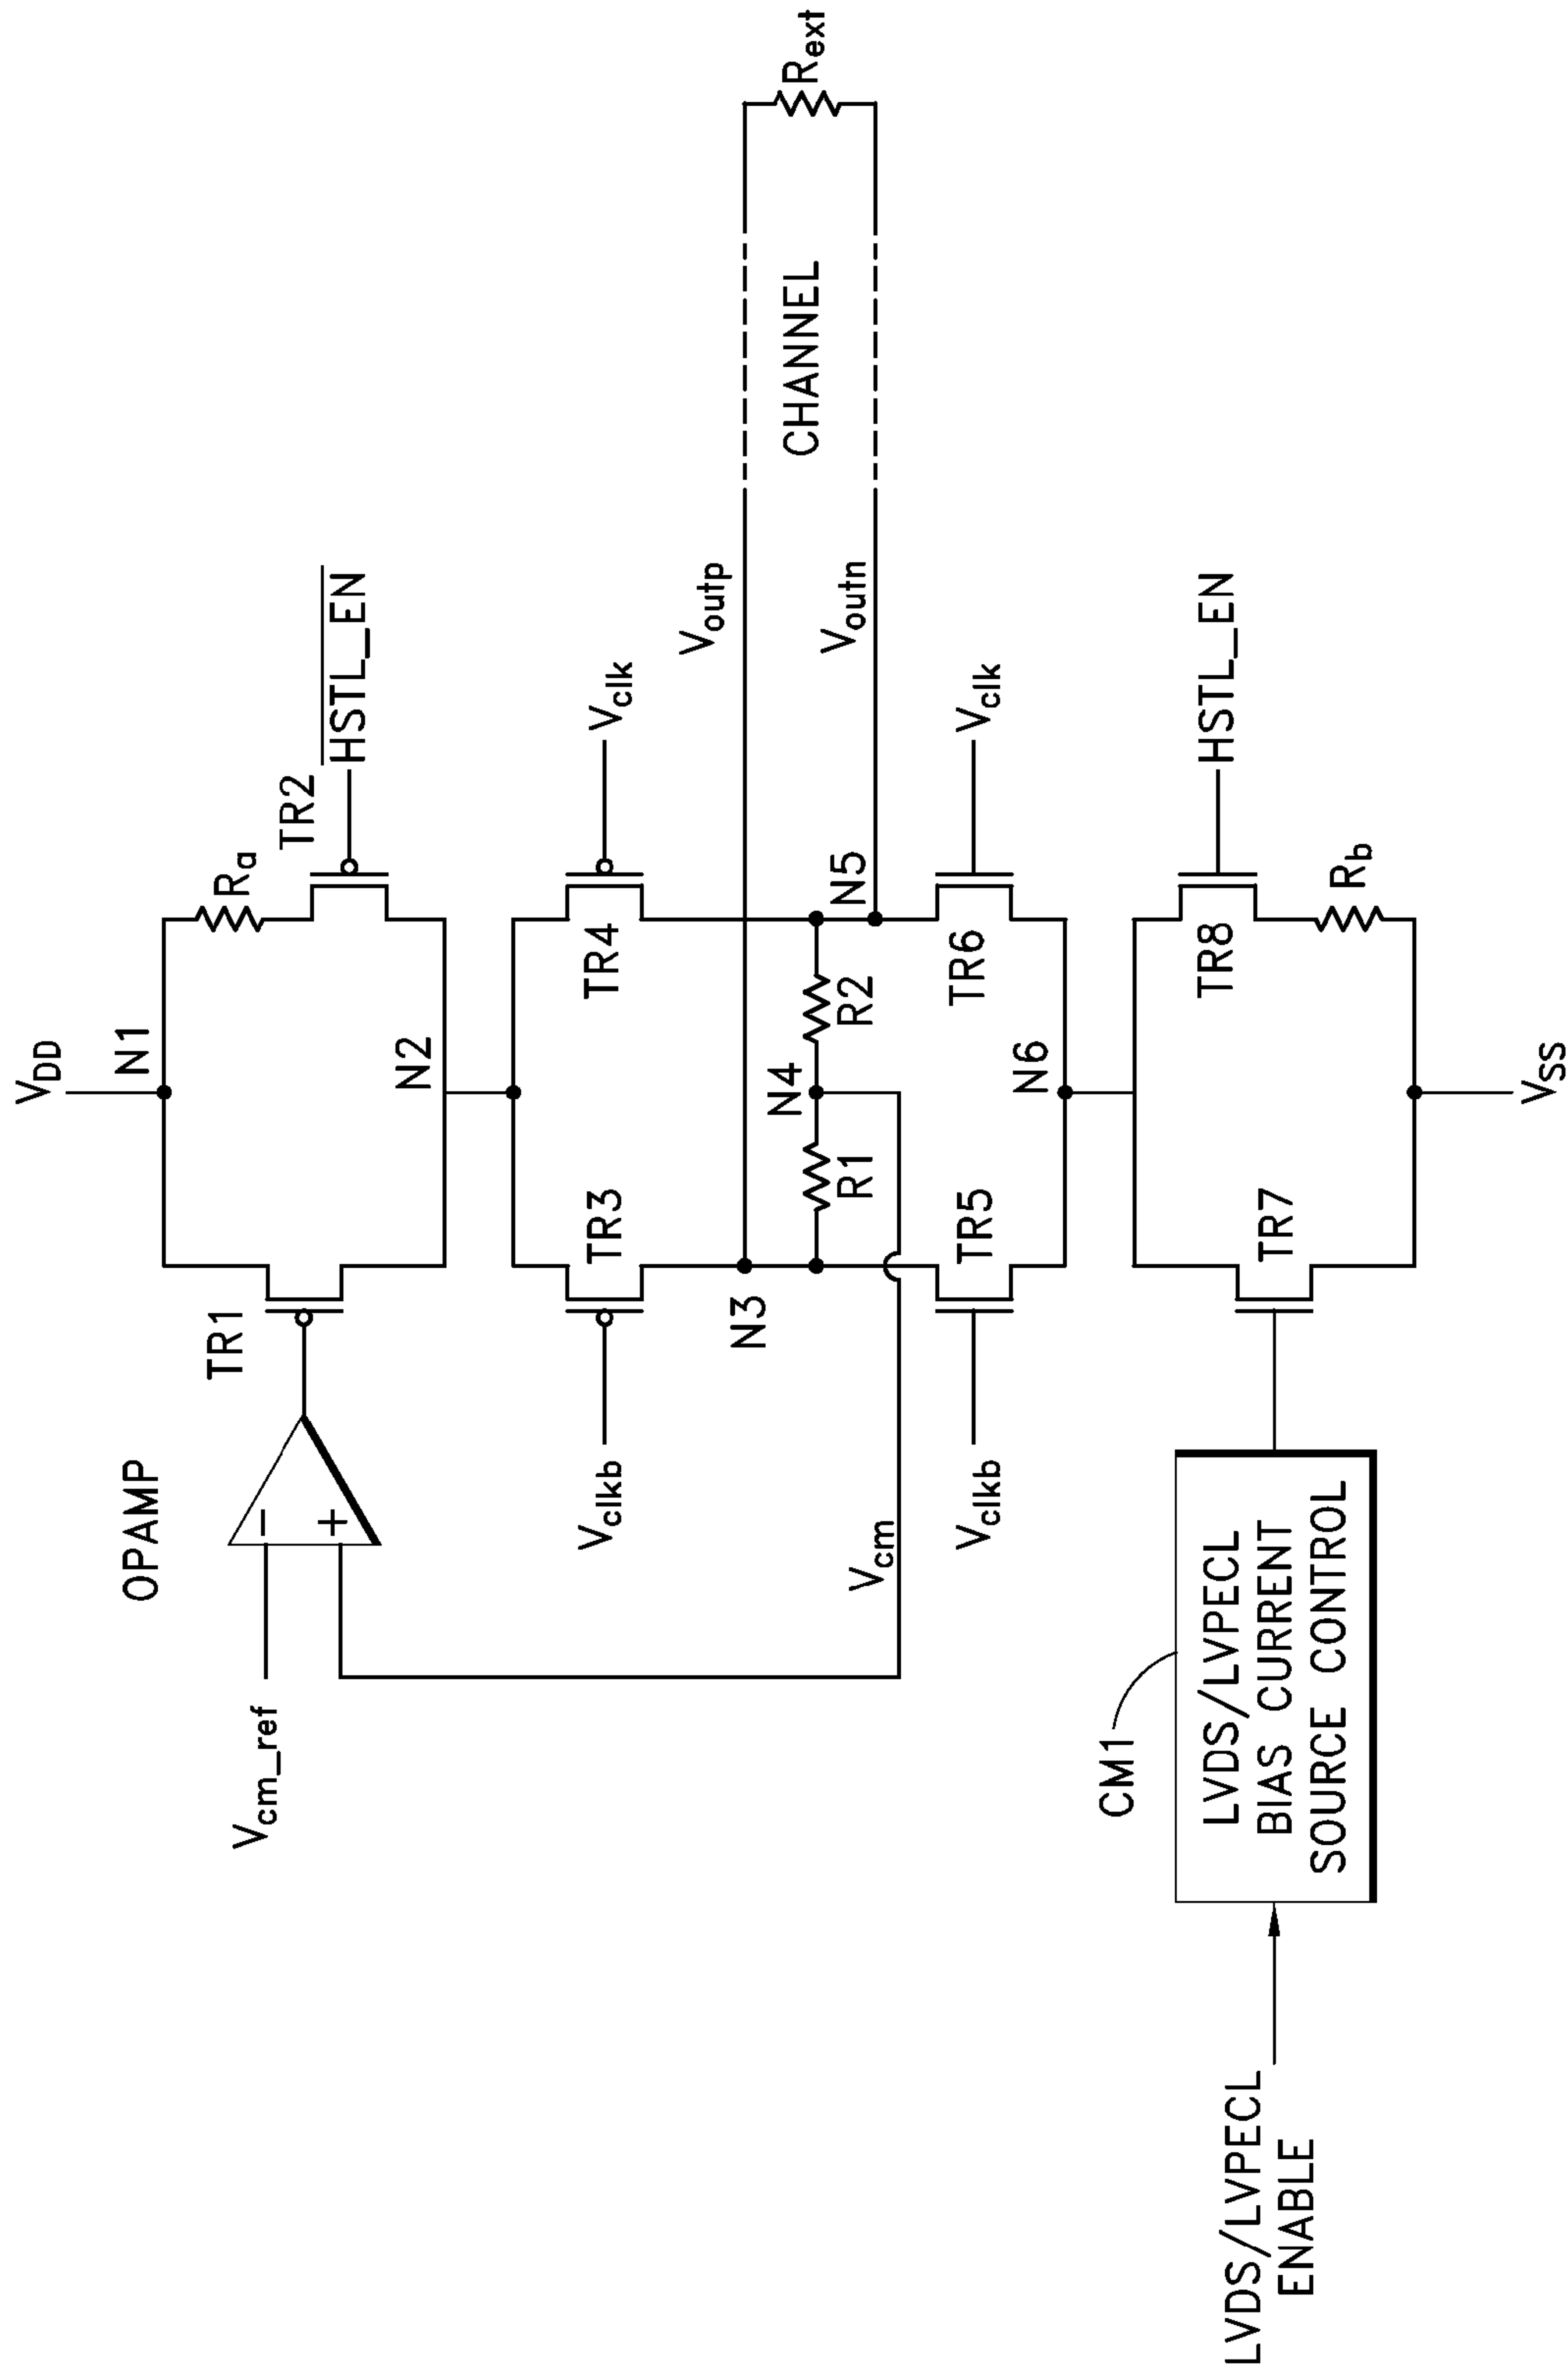 V_DD
N1
R_a
TR2
HSTL_EN
OPAMP
TR1
−
+
V_cm_ref
N2
V_clkb
TR3
TR4
V_clk
N3
V_outp
CHANNEL
R_ext
N4
N5
R1
R2
V_outn
V_cm
V_clkb
TR5
TR6
V_clk
N6
CM1
LVDS/LVPECL
BIAS CURRENT
SOURCE CONTROL
LVDS/LVPECL
ENABLE
TR7
TR8
HSTL_EN
R_b
V_SS